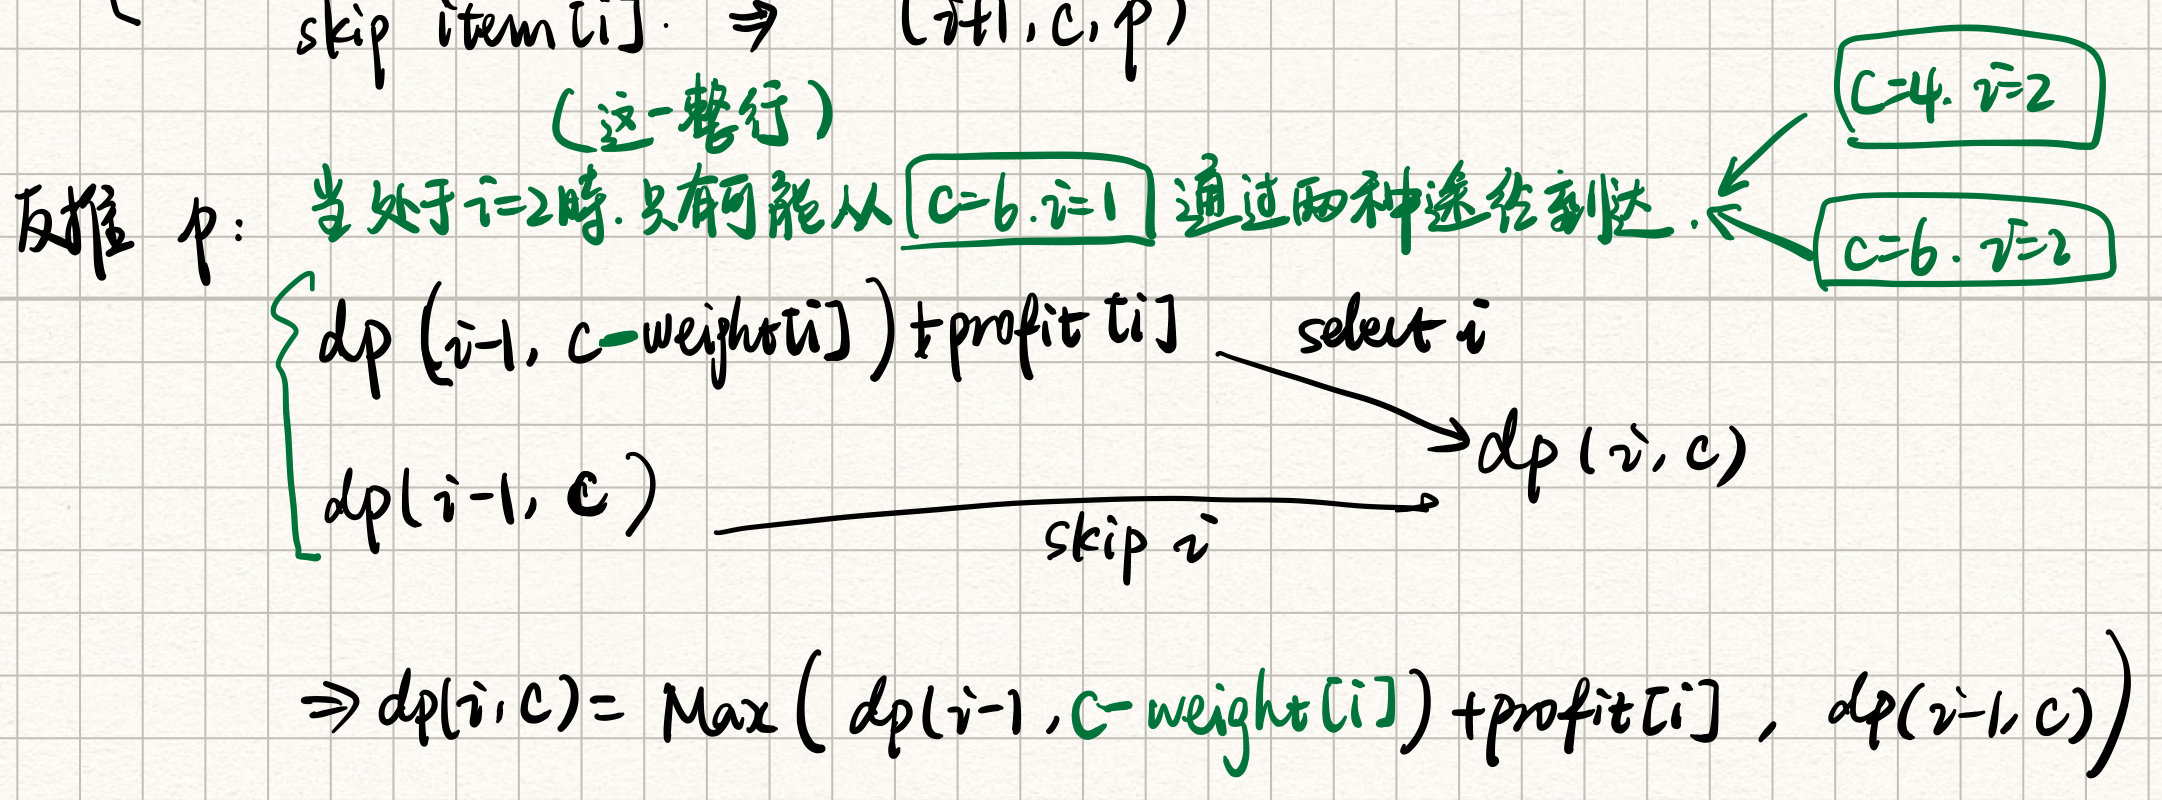 skip item[i]. ⇒ (i+1, c, p)
(这一整行)
c=4. i=2
反推 p: 当处于i=2时. 只有可能从 c=6. i=1 通过两种途径到达.
c=6. i=2
dp (i-1, c-weight[i]) + profit [i] select i
dp (i, c)
dp(i-1, c)
skip i
⇒ dp(i, c) = Max ( dp(i-1, c-weight[i]) + profit[i] , dp(i-1, c) )